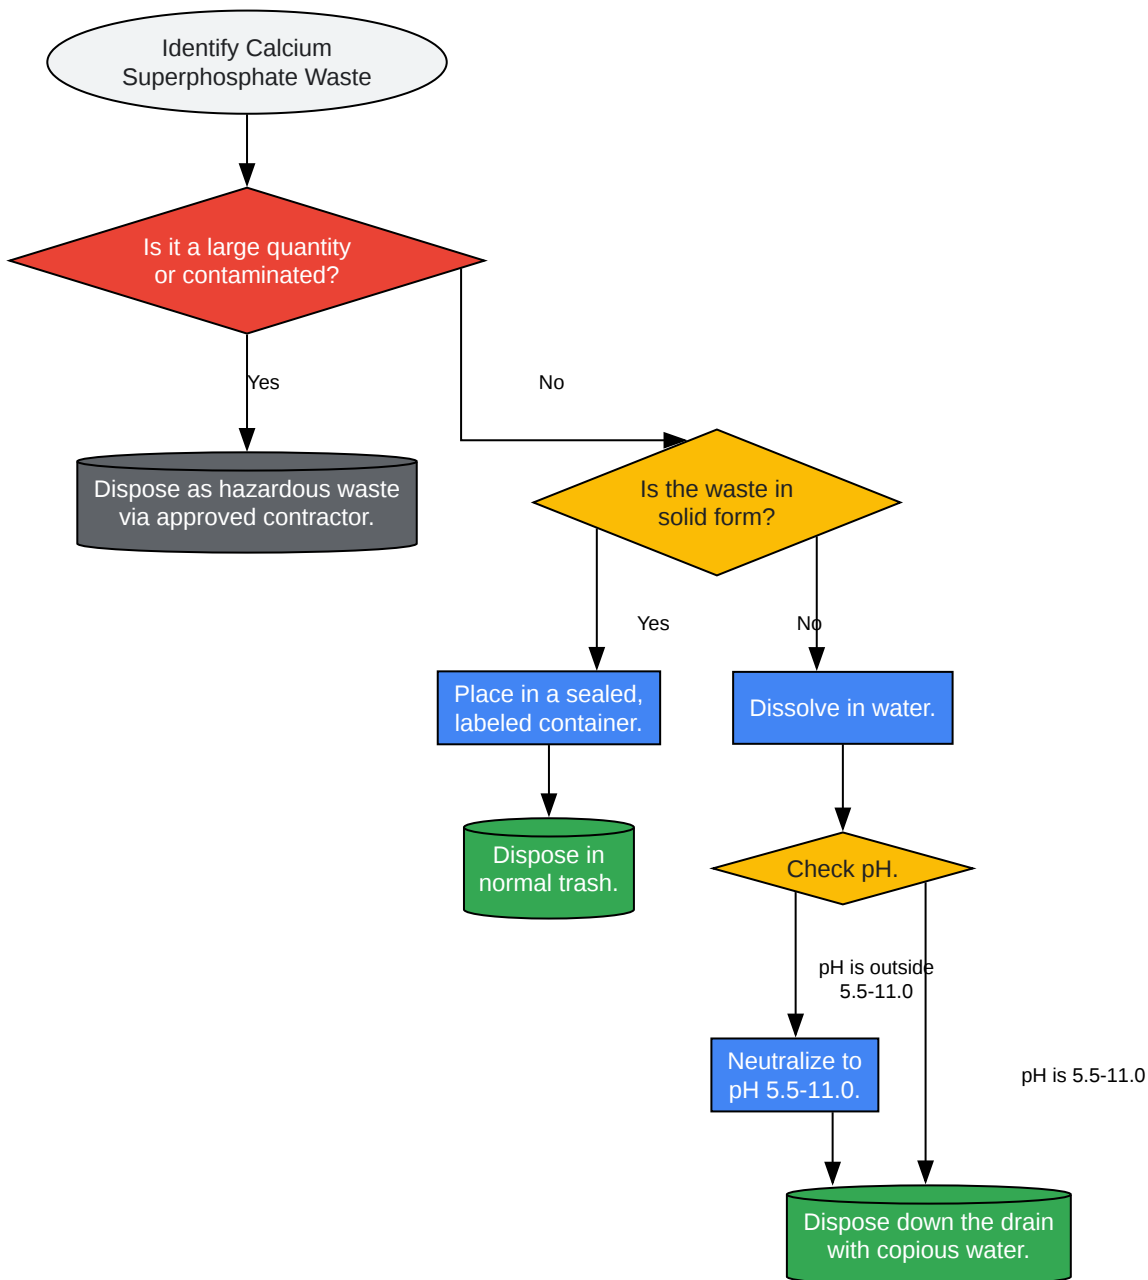 Identify Calcium
Superphosphate Waste
Is it a large quantity
or contaminated?
Yes
No
Dispose as hazardous waste
via approved contractor.
Is the waste in
solid form?
Yes
No
Place in a sealed,
labeled container.
Dissolve in water.
Dispose in
normal trash.
Check pH.
pH is outside
5.5-11.0
Neutralize to
pH 5.5-11.0.
pH is 5.5-11.0
Dispose down the drain
with copious water.